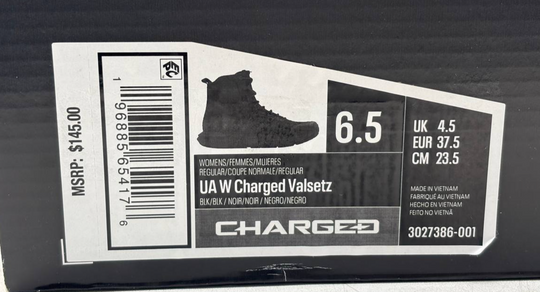 MSRP: $145.00
1 96885 65417 6
6.5
UK 4.5
EUR 37.5
CM 23.5
WOMENS/FEMMES/MUJERES
REGULAR/COUPE NORMALE/REGULAR
UA W Charged Valsetz
BLK/BLK / NOIR/NOIR / NEGRO/NEGRO
CHARGED
MADE IN VIETNAM
FABRIQUÉ AU VIETNAM
HECHO EN VIETNAM
FEITO NO VIETNÃ
3027386-001